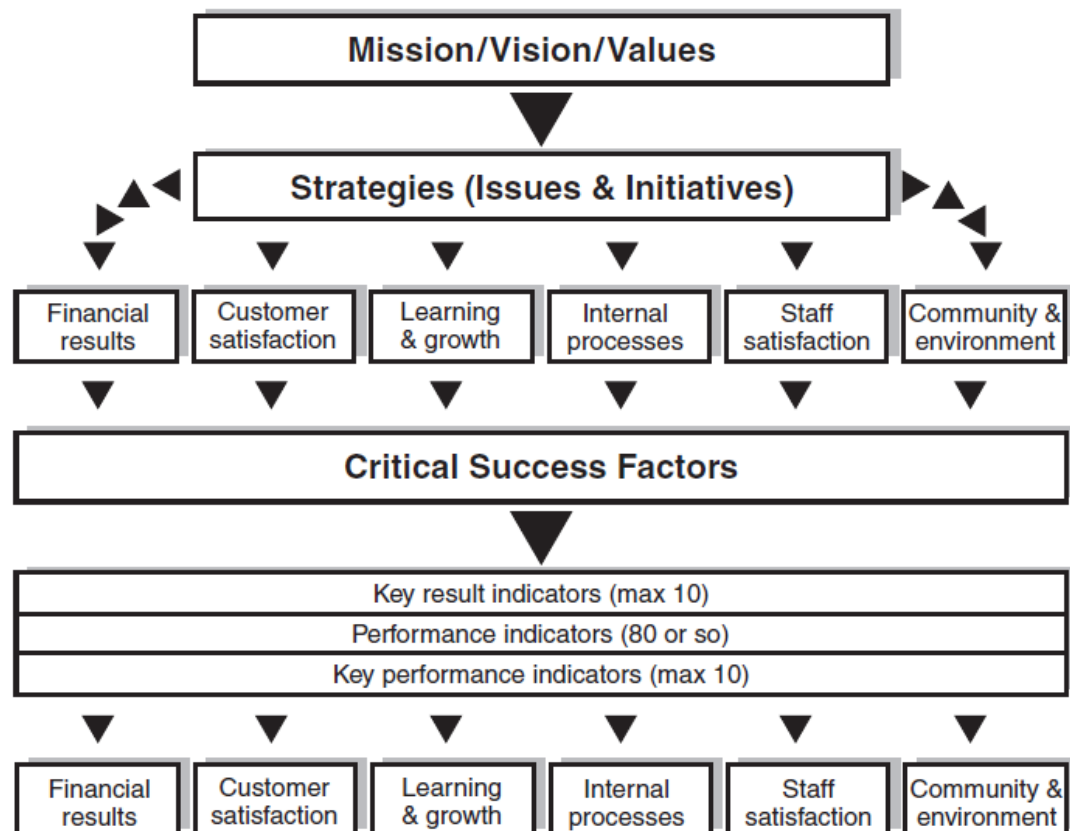 Mission/Vision/Values
Strategies (Issues & Initiatives)
Financial
results
Customer
satisfaction
Learning
& growth
Internal
processes
Staff
satisfaction
Community &
environment
Critical Success Factors
Key result indicators (max 10)
Performance indicators (80 or so)
Key performance indicators (max 10)
Financial
results
Customer
satisfaction
Learning
& growth
Internal
processes
Staff
satisfaction
Community &
environment